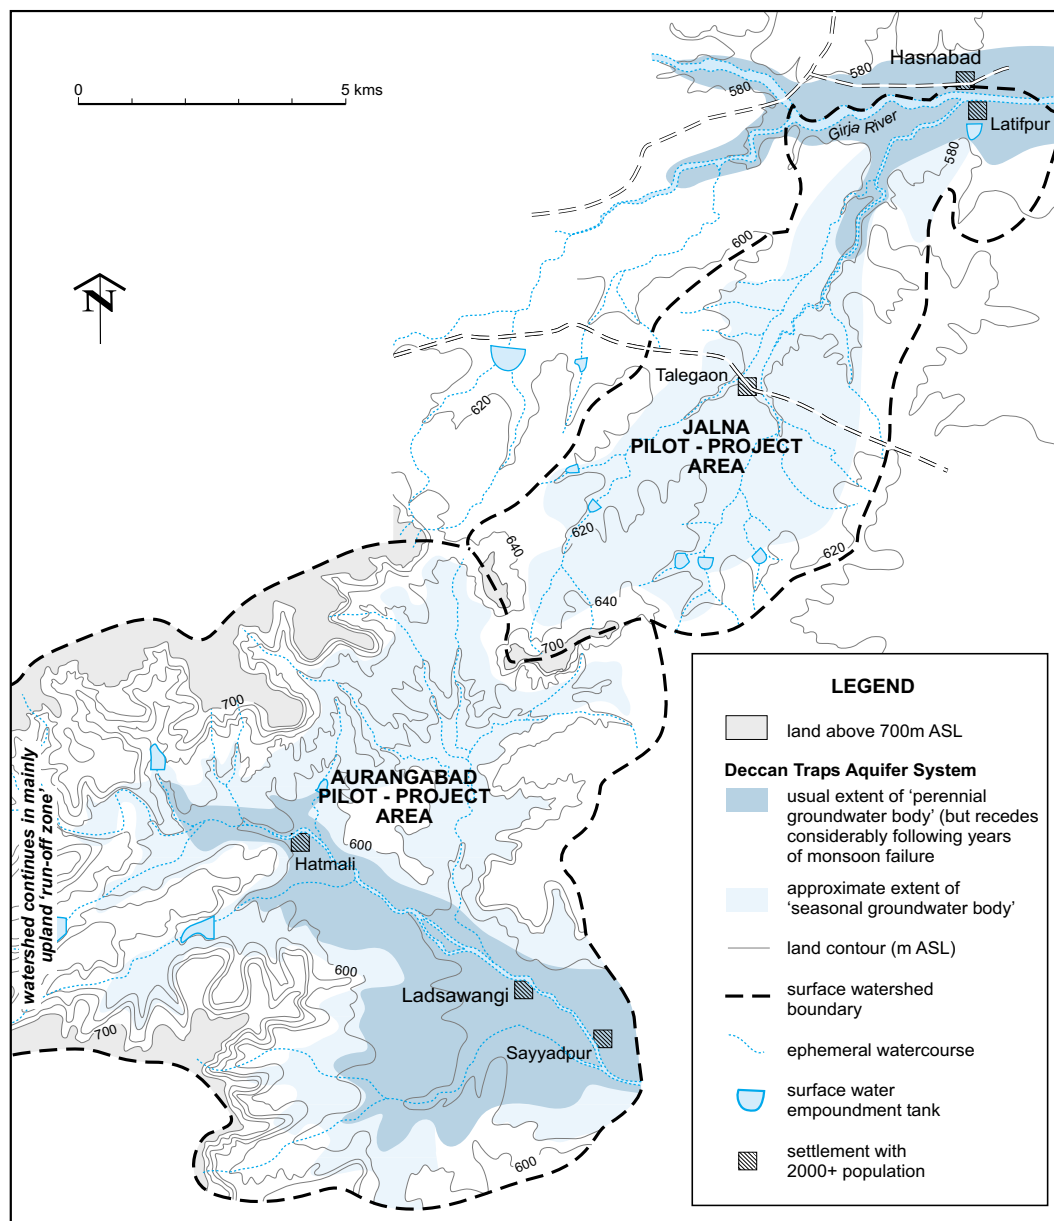 0
5 kms
Hasnabad
580
580
Girja River
Latifpur
580
N
600
Talegaon
620
JALNA
PILOT - PROJECT
AREA
640
620
620
640
700
700
AURANGABAD
PILOT - PROJECT
AREA
600
Hatmali
watershed continues in mainly
upland ‘run-off zone’
600
Ladsawangi
700
Sayyadpur
600
LEGEND
land above 700m ASL
Deccan Traps Aquifer System
usual extent of ‘perennial
groundwater body’ (but recedes
considerably following years
of monsoon failure
approximate extent of
‘seasonal groundwater body’
land contour (m ASL)
surface watershed
boundary
ephemeral watercourse
surface water
empoundment tank
settlement with
2000+ population